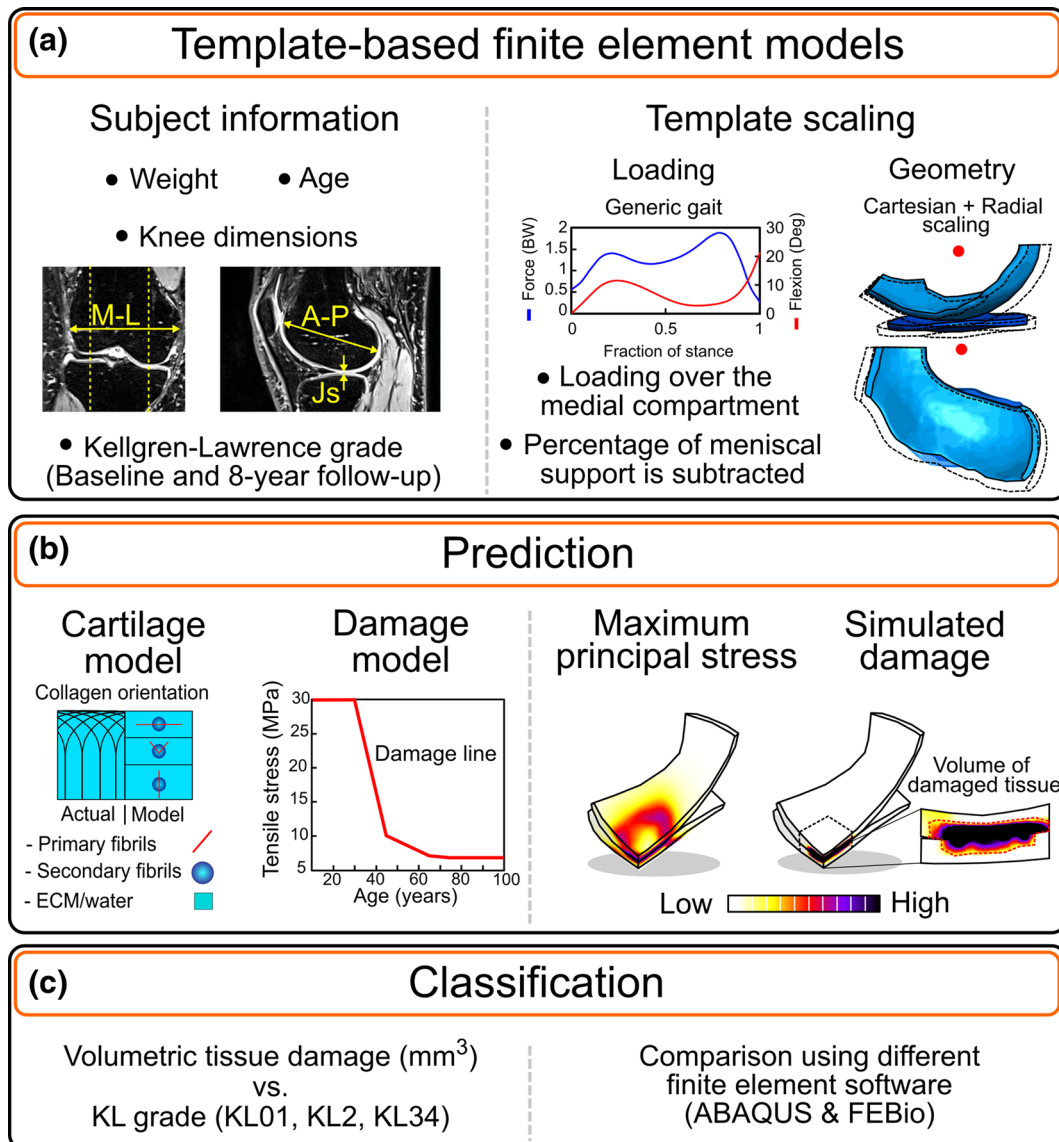 (a)
Template-based finite element models
Subject information
● Weight
● Age
● Knee dimensions
M-L
A-P
Js
● Kellgren-Lawrence grade
(Baseline and 8-year follow-up)
Template scaling
Loading
Generic gait
Force (BW)
2
1.5
1
0.5
0
30
20
10
0
Flexion (Deg)
0
0.5
1
Fraction of stance
● Loading over the
medial compartment
● Percentage of meniscal
support is subtracted
Geometry
Cartesian + Radial
scaling
(b)
Prediction
Cartilage
model
Collagen orientation
Actual | Model
- Primary fibrils
- Secondary fibrils
- ECM/water
Damage
model
Tensile stress (MPa)
30
25
20
15
10
5
Damage line
20
40
60
80
100
Age (years)
Maximum
principal stress
Simulated
damage
Volume of
damaged tissue
Low
High
(c)
Classification
Volumetric tissue damage (mm³)
vs.
KL grade (KL01, KL2, KL34)
Comparison using different
finite element software
(ABAQUS & FEBio)